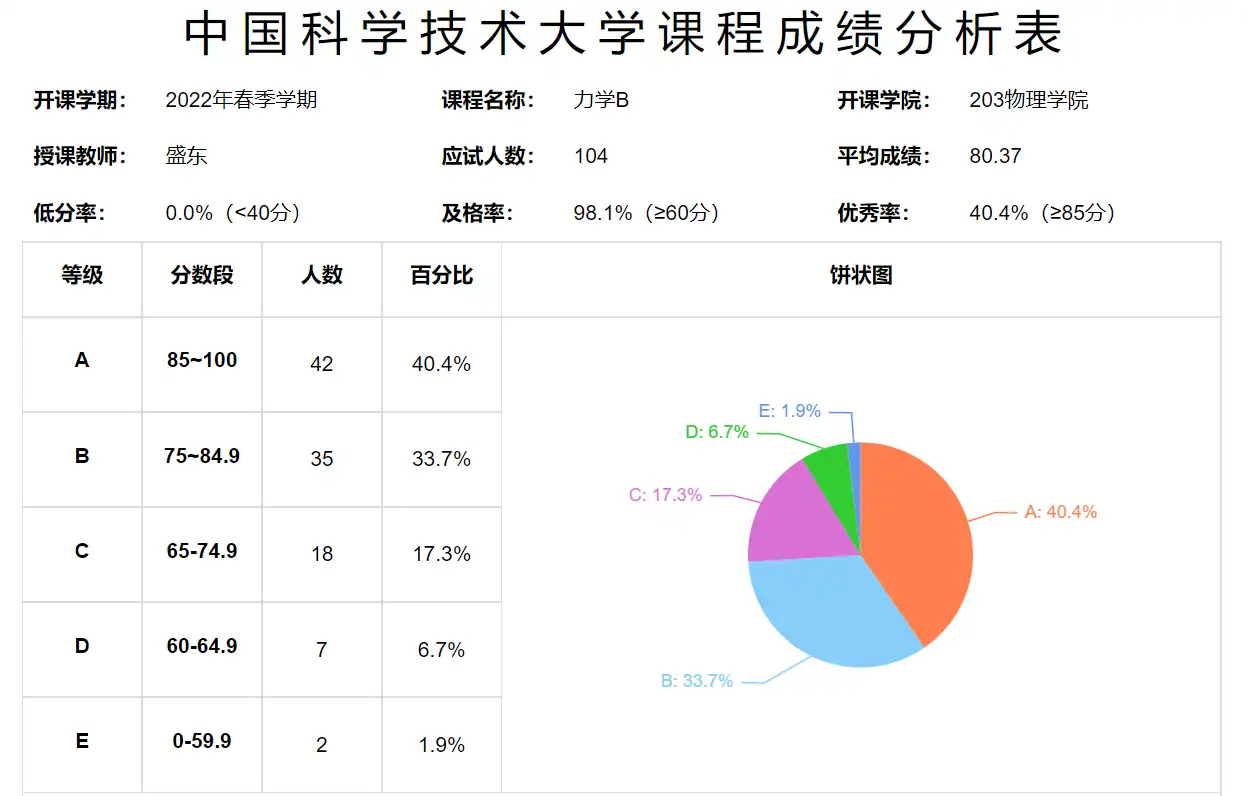 中国科学技术大学课程成绩分析表
开课学期： 2022年春季学期 课程名称： 力学B 开课学院： 203物理学院
授课教师： 盛东 应试人数： 104 平均成绩： 80.37
低分率： 0.0%（<40分） 及格率： 98.1%（≥60分） 优秀率： 40.4%（≥85分）
等级 分数段 人数 百分比 饼状图
A 85~100 42 40.4%
B 75~84.9 35 33.7%
C 65-74.9 18 17.3%
D 60-64.9 7 6.7%
E 0-59.9 2 1.9%
E: 1.9%
D: 6.7%
C: 17.3%
A: 40.4%
B: 33.7%